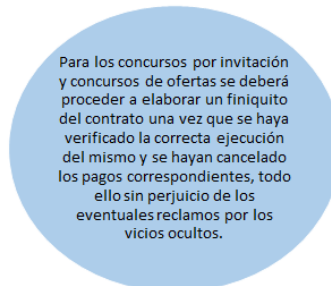 Para los concursos por invitación
y concursos de ofertas se deberá
proceder a elaborar un finiquito
del contrato una vez que se haya
verificado la correcta ejecución
del mismo y se hayan cancelado
los pagos correspondientes, todo
ello sin perjuicio de los
eventuales reclamos por los
vicios ocultos.